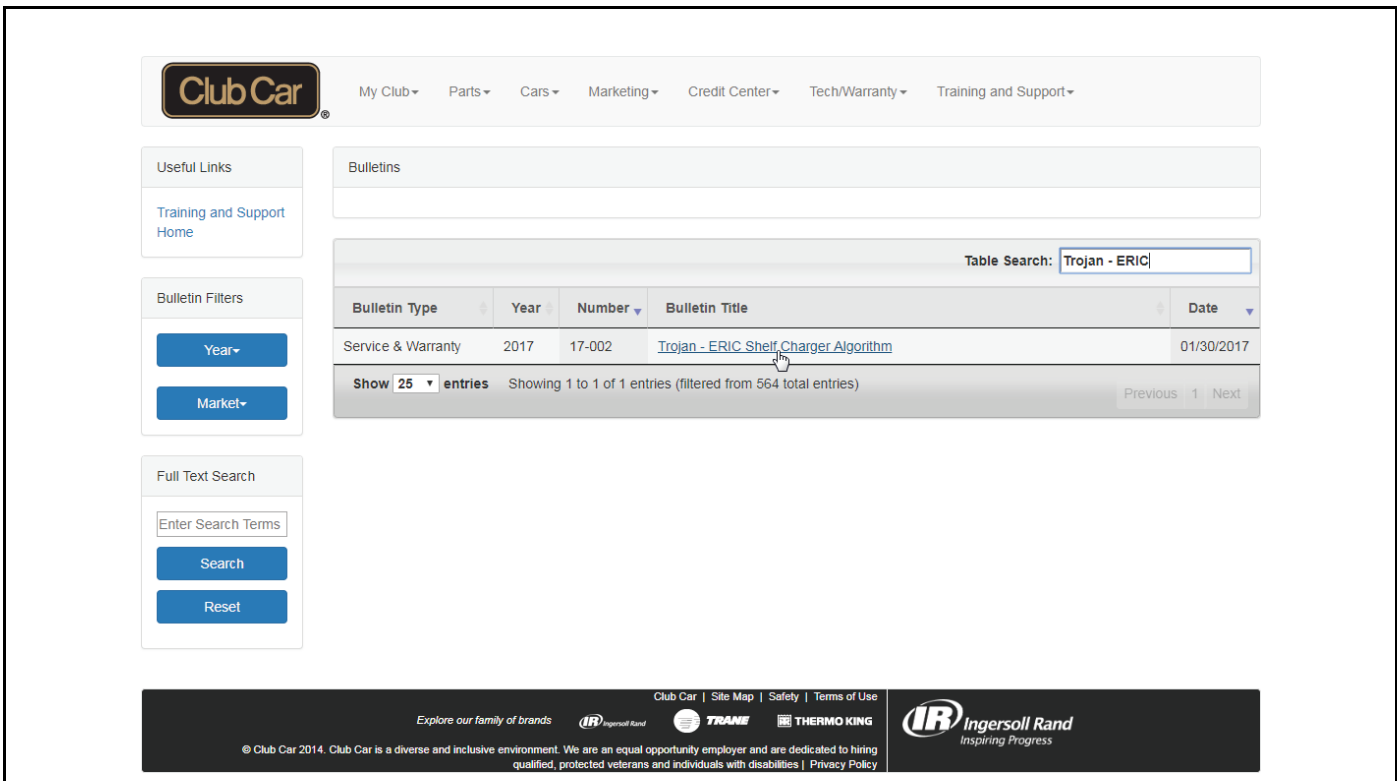 Club Car ®
My Club Parts Cars Marketing Credit Center Tech/Warranty Training and Support
Useful Links
Training and Support
Home
Bulletin Filters
Year
Market
Full Text Search
Enter Search Terms
Search
Reset
Bulletins
Table Search: Trojan - ERIC
Bulletin Type Year Number Bulletin Title Date
Service & Warranty 2017 17-002 Trojan - ERIC Shelf Charger Algorithm 01/30/2017
Show 25 entries Showing 1 to 1 of 1 entries (filtered from 564 total entries) Previous 1 Next
Club Car | Site Map | Safety | Terms of Use
Explore our family of brands IR Ingersoll Rand TRANE THERMO KING
© Club Car 2014. Club Car is a diverse and inclusive environment. We are an equal opportunity employer and are dedicated to hiring
qualified, protected veterans and individuals with disabilities | Privacy Policy
IR Ingersoll Rand
Inspiring Progress